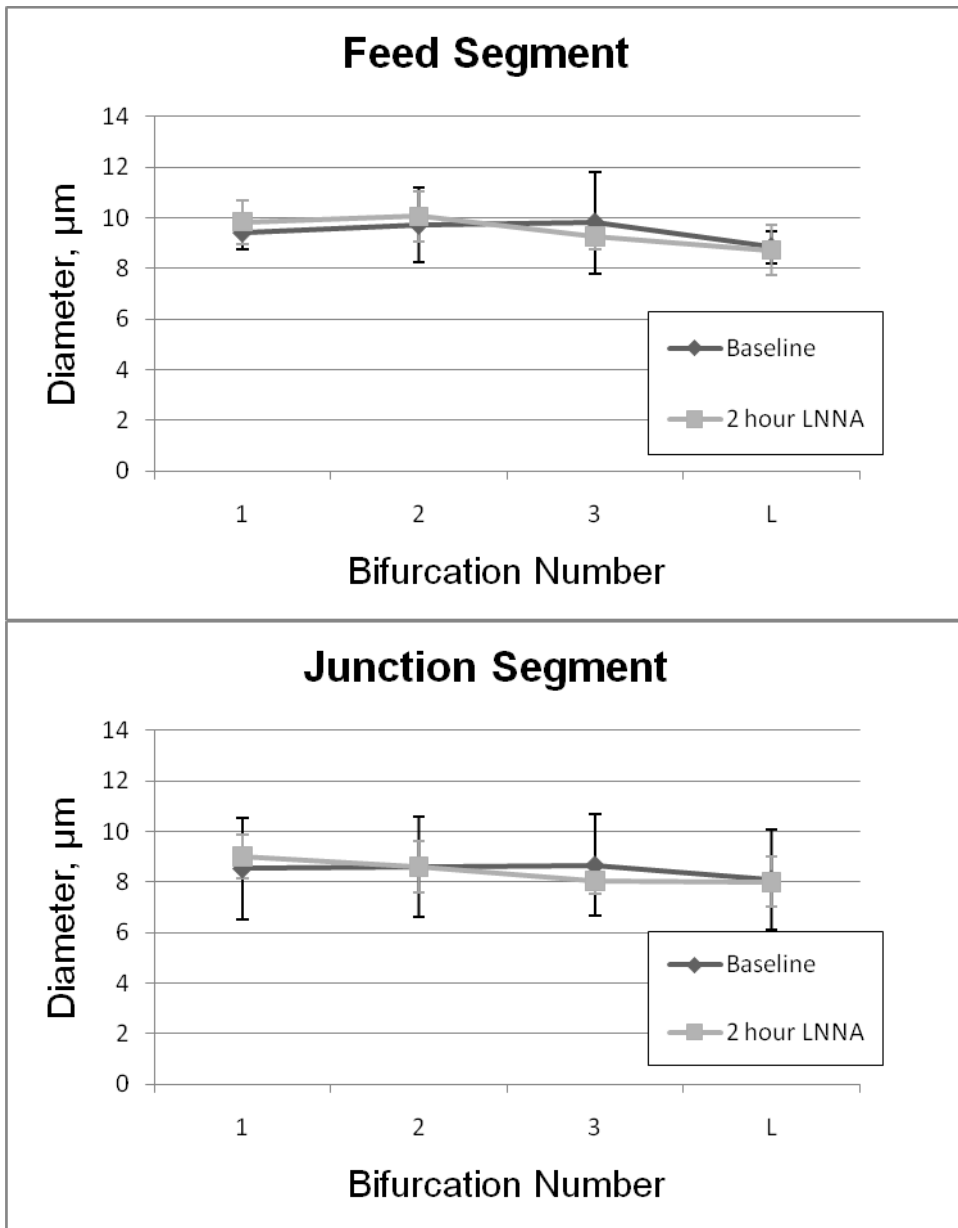 Feed Segment
14
12
10
8
6
4
2
0
Diameter, µm
Baseline
2 hour LNNA
1 2 3 L
Bifurcation Number
Junction Segment
14
12
10
8
6
4
2
0
Diameter, µm
Baseline
2 hour LNNA
1 2 3 L
Bifurcation Number